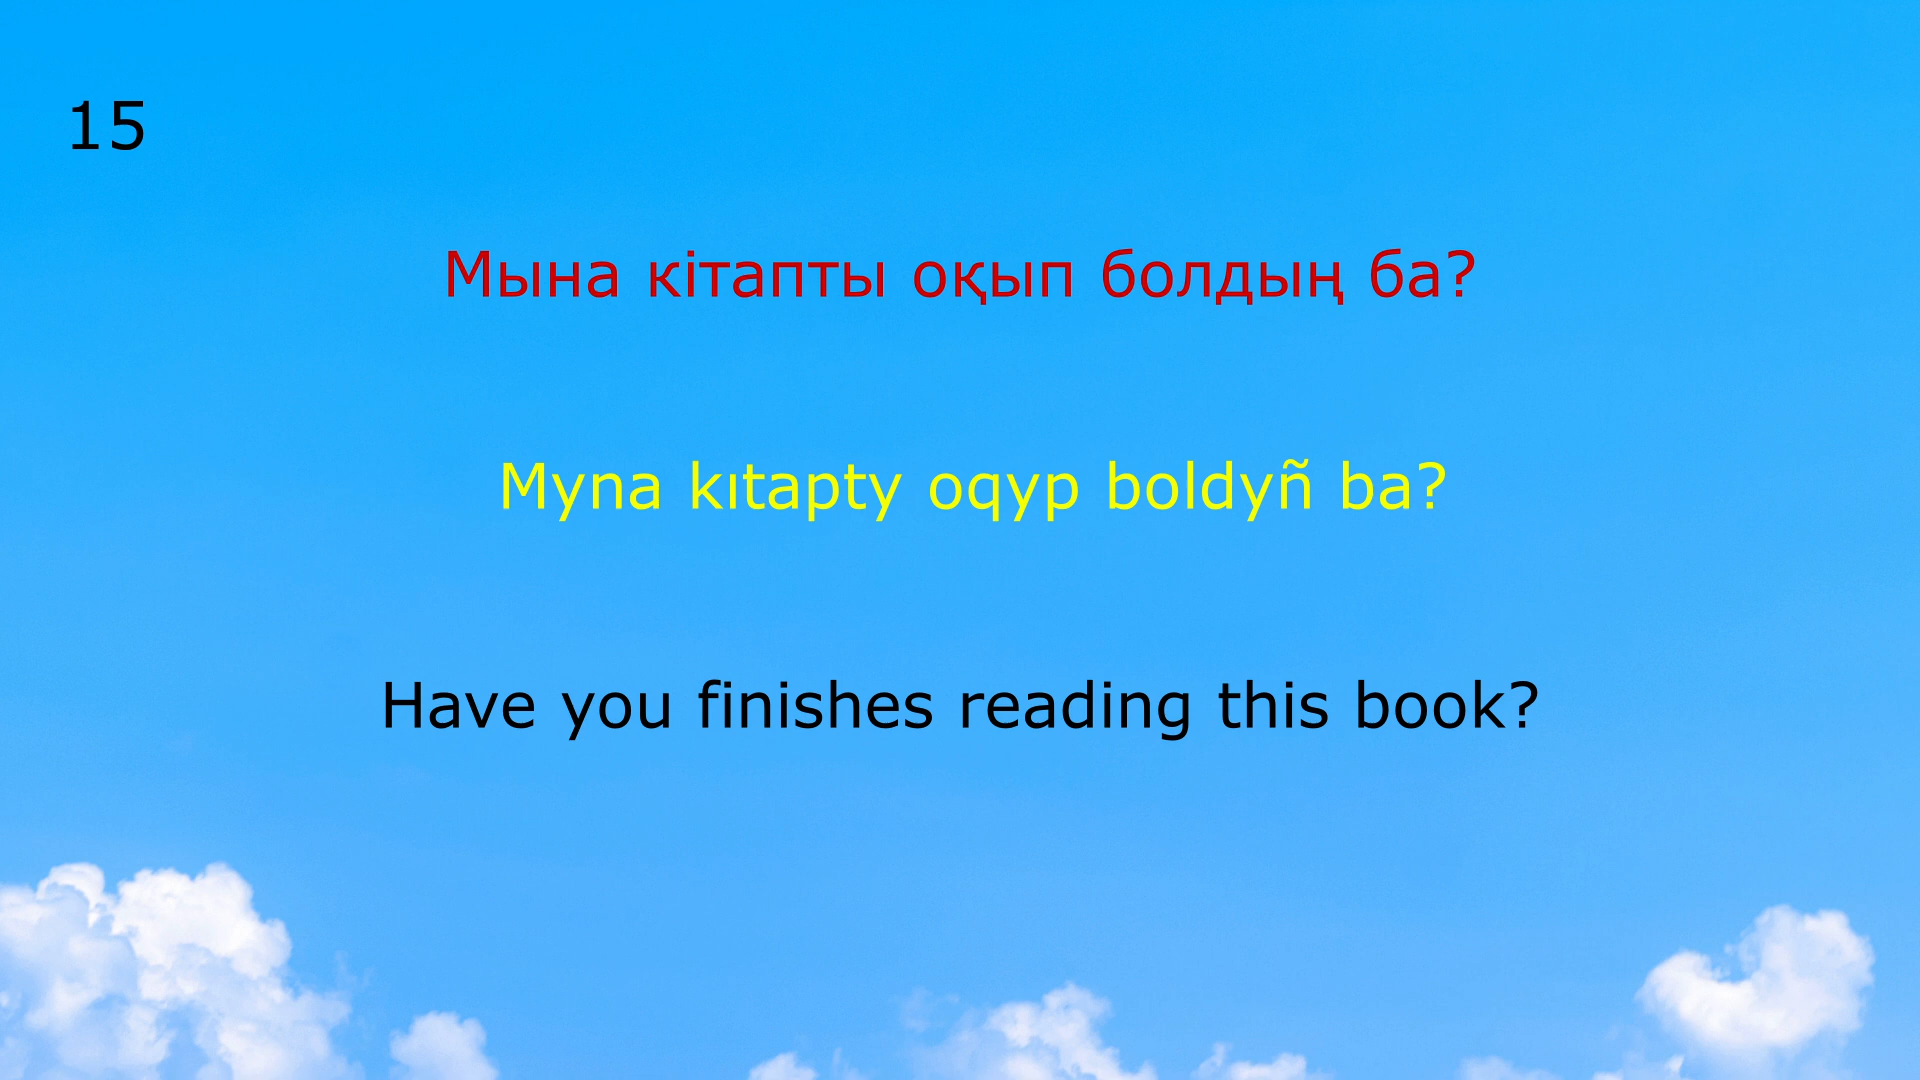 15
Мына кітапты оқып болдың ба?
Myna kıtapty oqyp boldyñ ba?
Have you finishes reading this book?